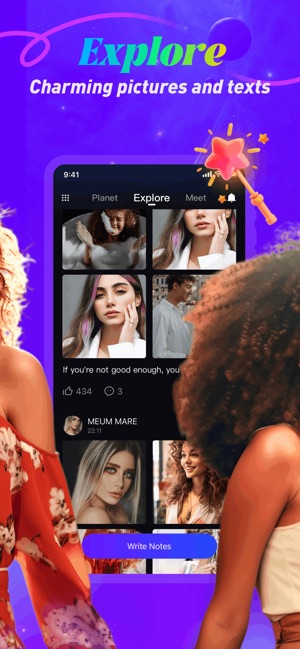 Explore
Charming pictures and texts
9:41
Planet Explore Meet
If you're not good enough, you
434 3
MEUM MARE
22:11
Write Notes